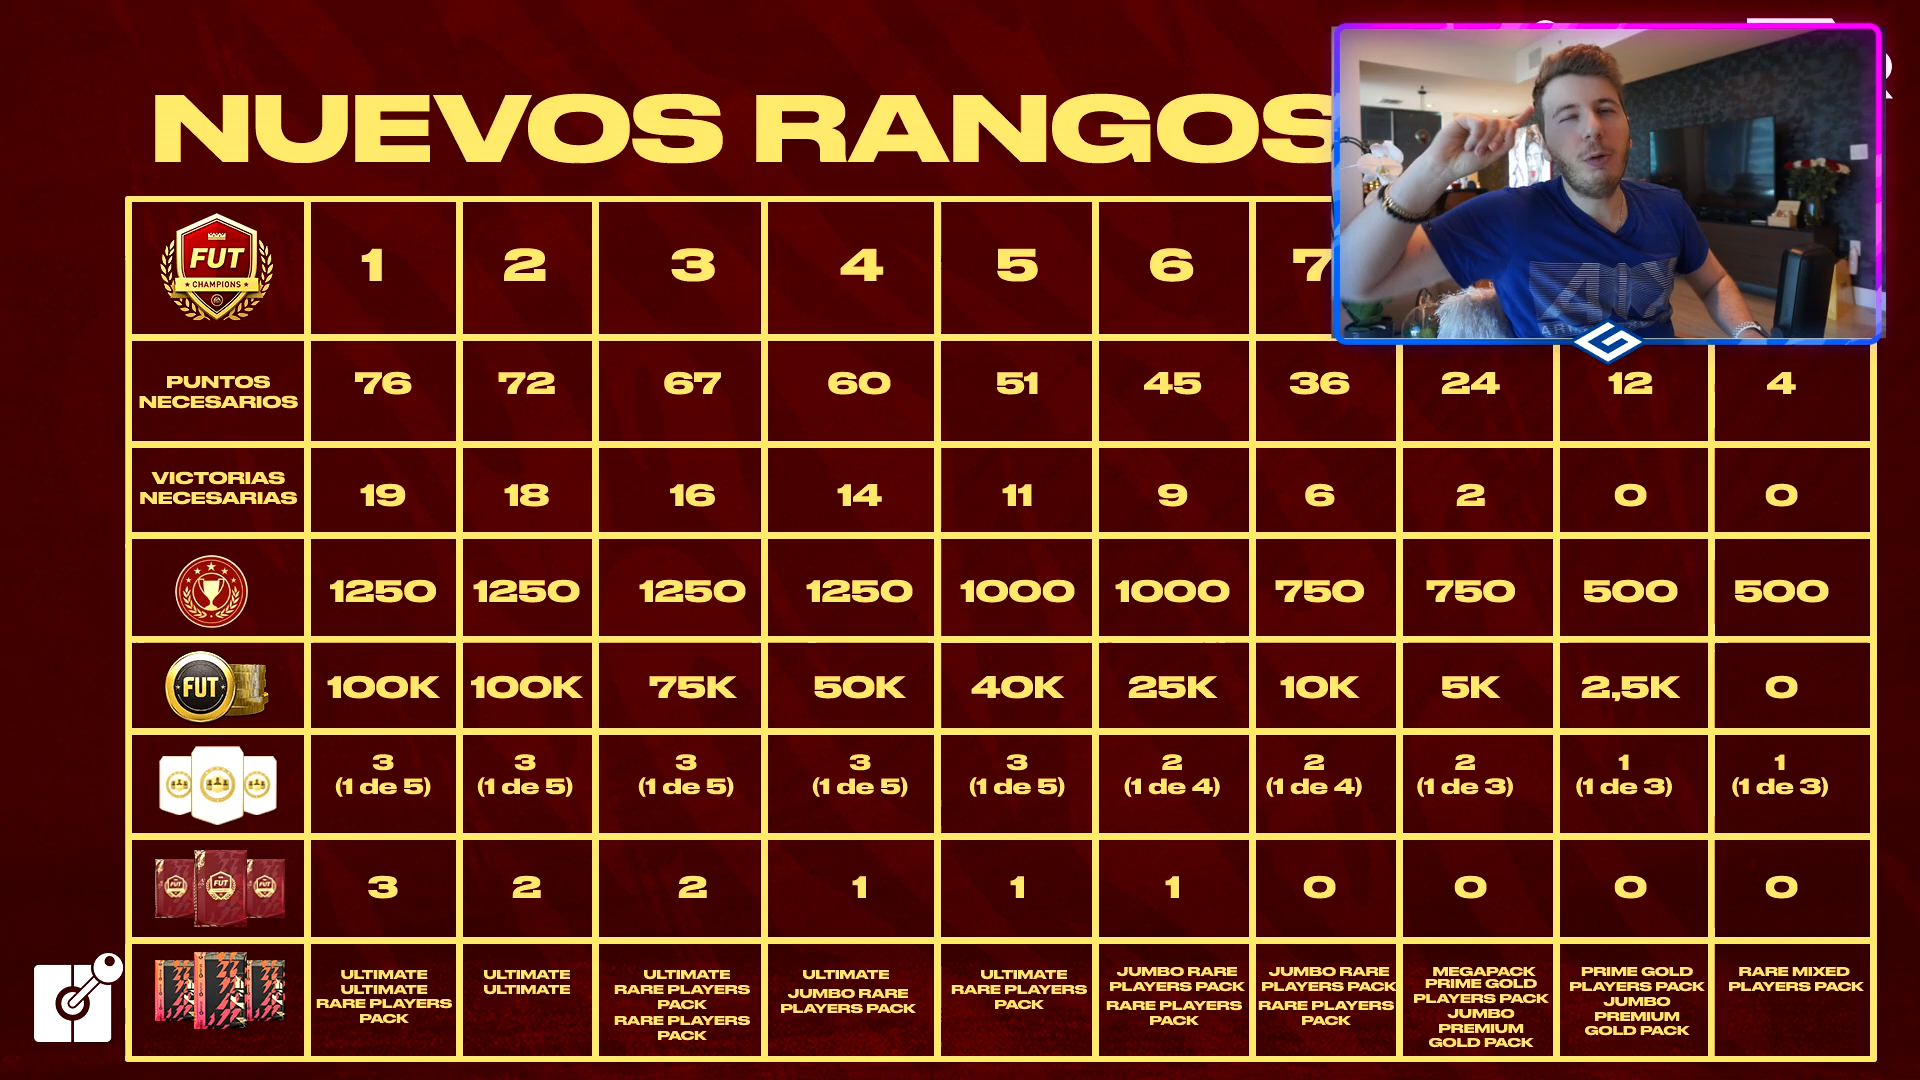 NUEVOS RANGOS
FUT
CHAMPIONS
1 2 3 4 5 6 7
PUNTOS
NECESARIOS
76 72 67 60 51 45 36 24 12 4
VICTORIAS
NECESARIAS
19 18 16 14 11 9 6 2 0 0
1250 1250 1250 1250 1000 1000 750 750 500 500
FUT
100K 100K 75K 50K 40K 25K 10K 5K 2,5K 0
3 3 3 3 3 2 2 2 1 1
(1 de 5) (1 de 5) (1 de 5) (1 de 5) (1 de 5) (1 de 4) (1 de 4) (1 de 3) (1 de 3) (1 de 3)
FUT
3 2 2 1 1 1 0 0 0 0
ULTIMATE
ULTIMATE
RARE PLAYERS
PACK
ULTIMATE
ULTIMATE
ULTIMATE
RARE PLAYERS
PACK
RARE PLAYERS
PACK
ULTIMATE
JUMBO RARE
PLAYERS PACK
ULTIMATE
RARE PLAYERS
PACK
JUMBO RARE
PLAYERS PACK
RARE PLAYERS
PACK
JUMBO RARE
PLAYERS PACK
RARE PLAYERS
PACK
MEGAPACK
PRIME GOLD
PLAYERS PACK
JUMBO
PREMIUM
GOLD PACK
PRIME GOLD
PLAYERS PACK
JUMBO
PREMIUM
GOLD PACK
RARE MIXED
PLAYERS PACK